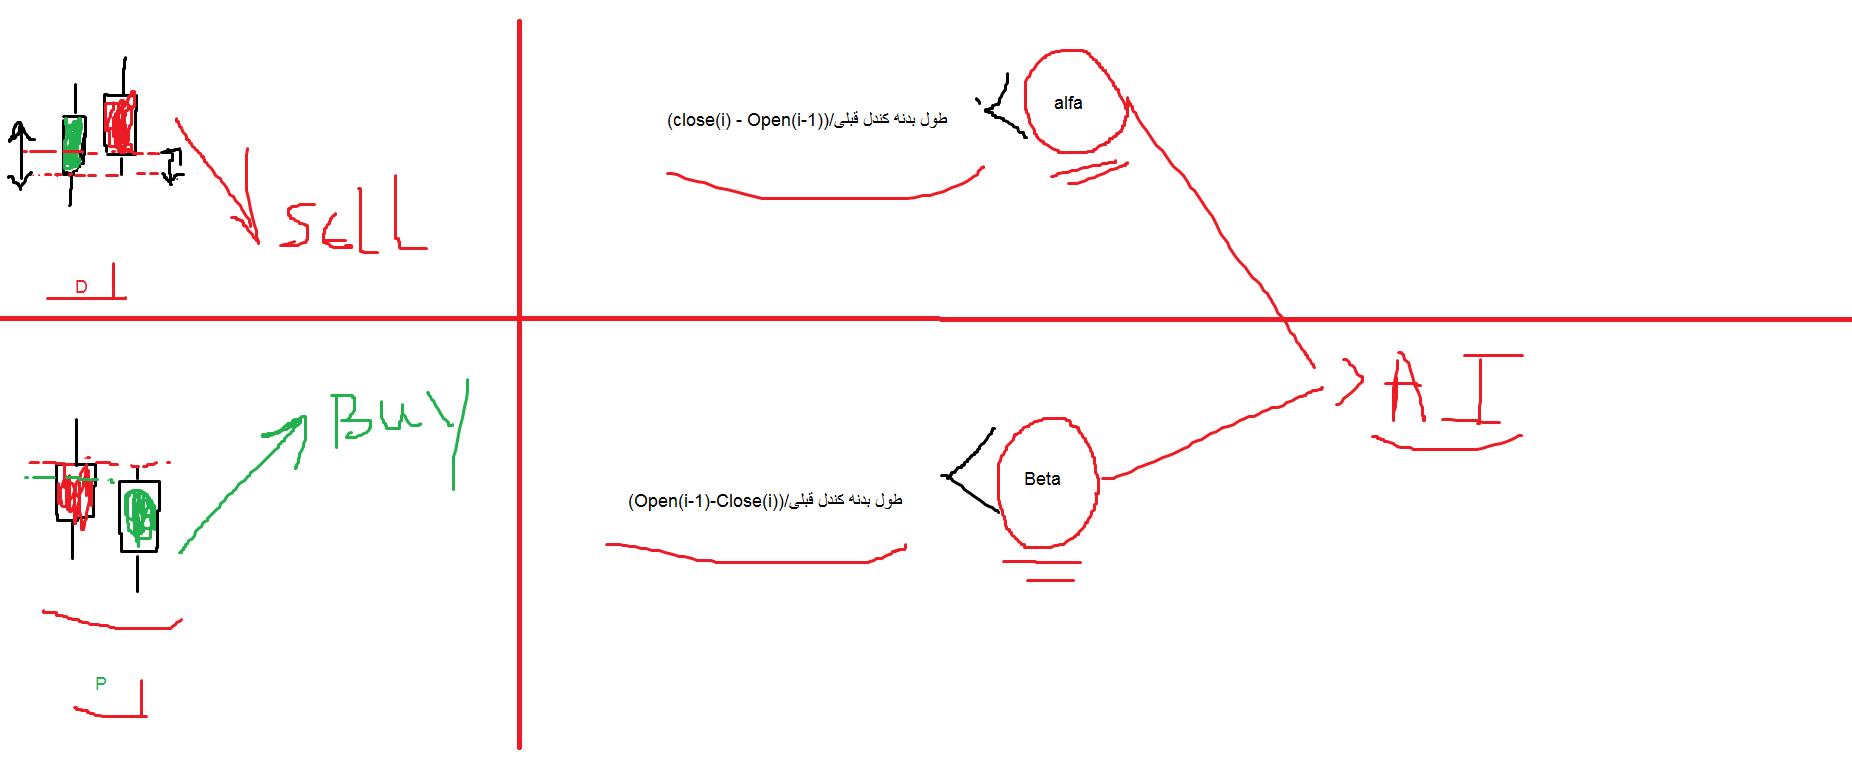 alfa
(close(i) - Open(i-1))/طول بدنه کندل قبلی
SELL
D
AI
BUY
Beta
(Open(i-1)-Close(i))/طول بدنه کندل قبلی
P